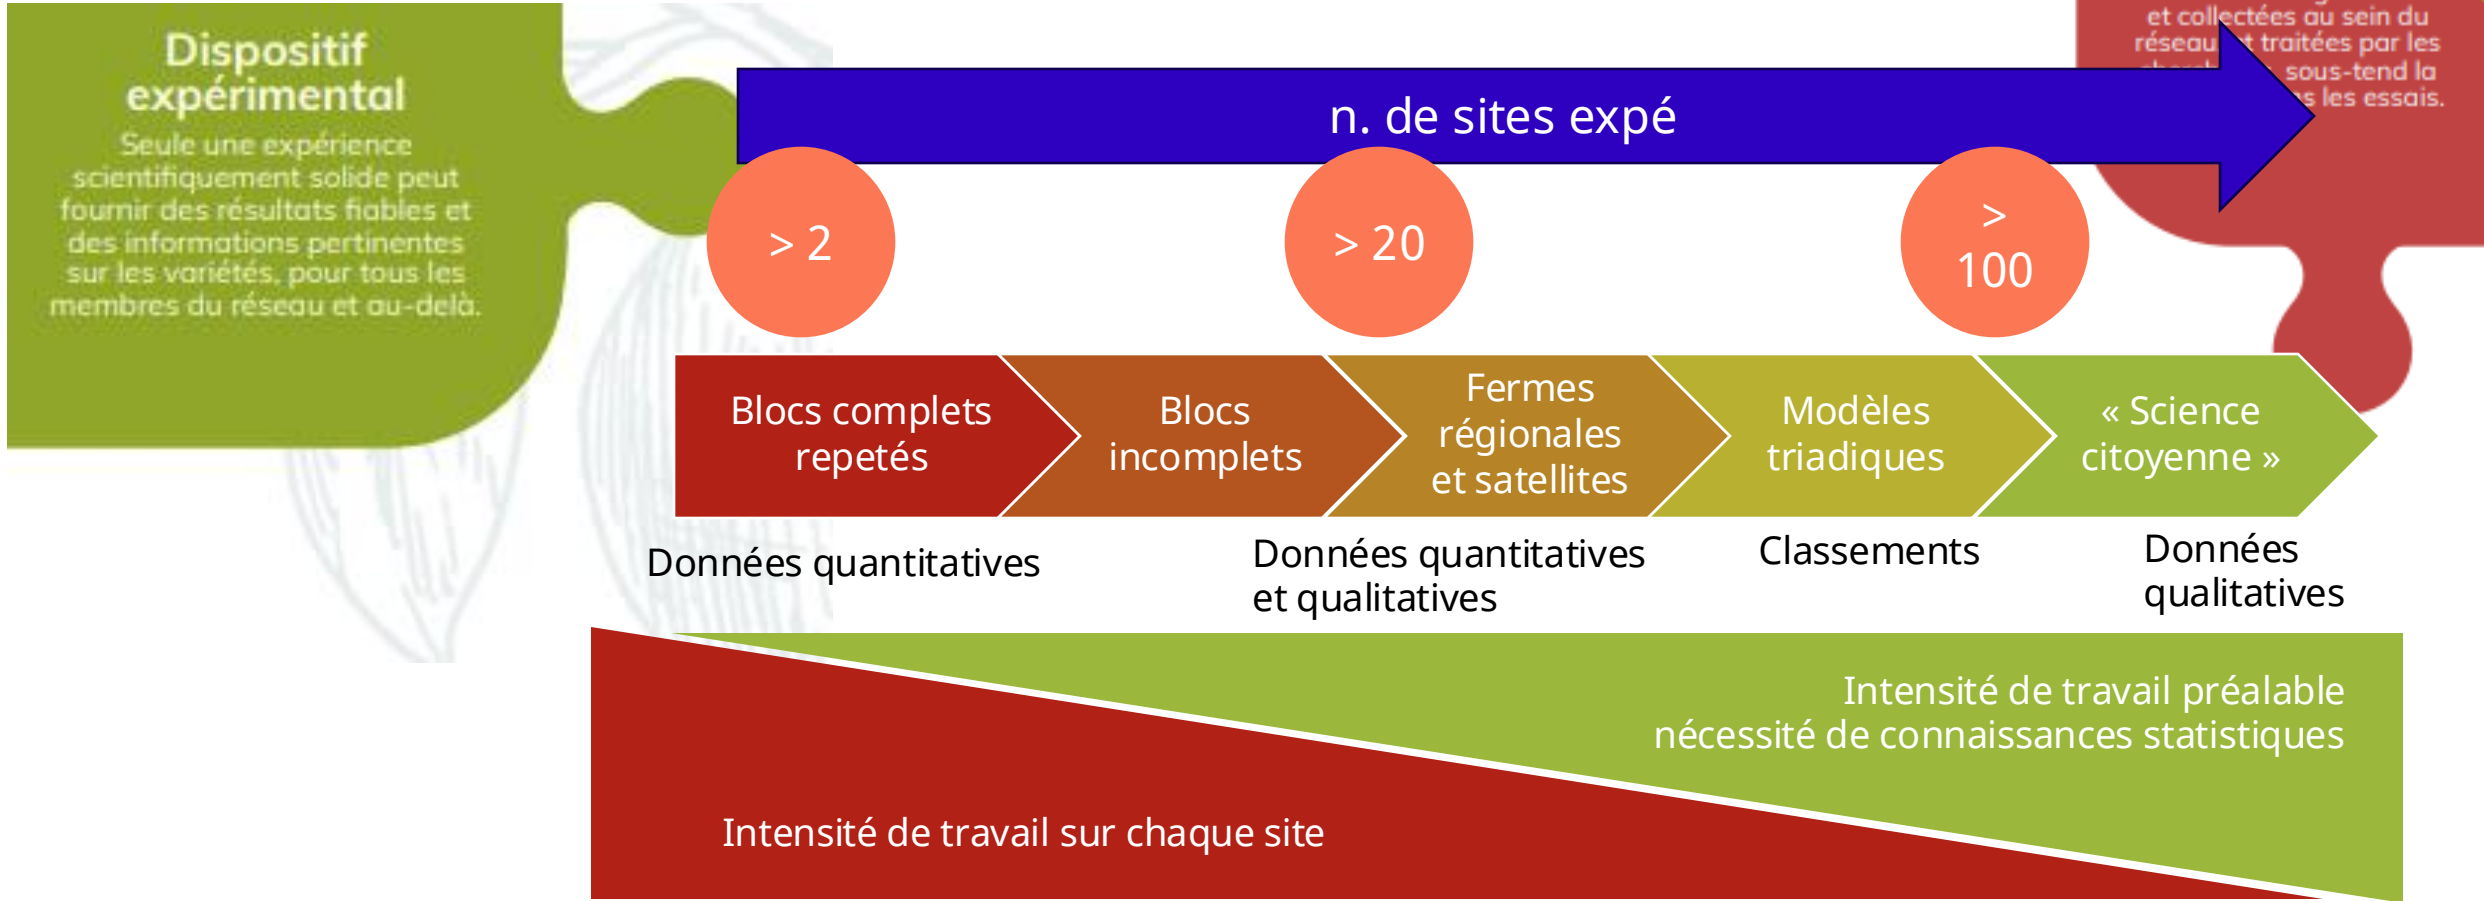 Dispositif
expérimental
Seule une expérience
scientifiquement solide peut
fournir des résultats fiables et
des informations pertinentes
sur les variétés, pour tous les
membres du réseau et au-delà.
et collectées au sein du
réseau et traitées par les
sous-tend la
les essais.
n. de sites expé
> 2
> 20
>
100
Blocs complets
repetés
Blocs
incomplets
Fermes
régionales
et satellites
Modèles
triadiques
« Science
citoyenne »
Données quantitatives
Données quantitatives
et qualitatives
Classements
Données
qualitatives
Intensité de travail préalable
nécessité de connaissances statistiques
Intensité de travail sur chaque site